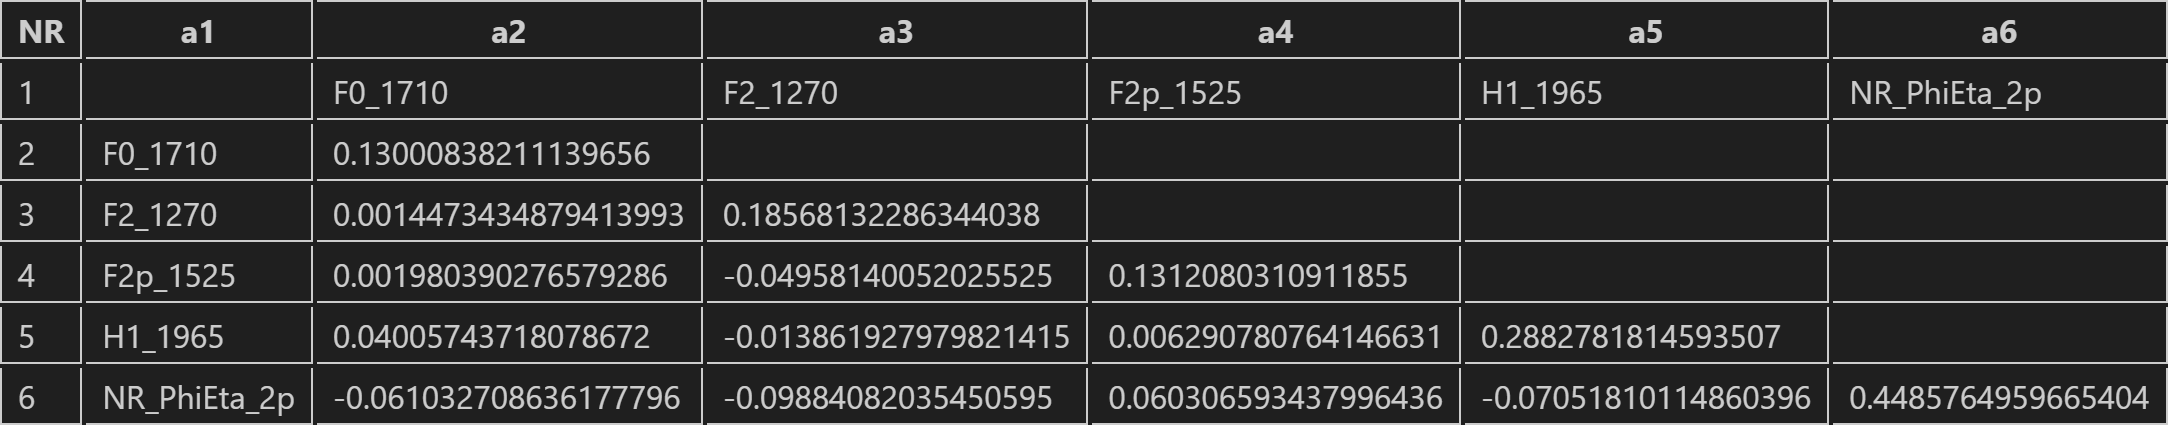 NR a1 a2 a3 a4 a5 a6
1 F0_1710 F2_1270 F2p_1525 H1_1965 NR_PhiEta_2p
2 F0_1710 0.13000838211139656
3 F2_1270 0.0014473434879413993 0.18568132286344038
4 F2p_1525 0.001980390276579286 -0.04958140052025525 0.1312080310911855
5 H1_1965 0.04005743718078672 -0.013861927979821415 0.006290780764146631 0.2882781814593507
6 NR_PhiEta_2p -0.061032708636177796 -0.09884082035450595 0.060306593437996436 -0.07051810114860396 0.4485764959665404